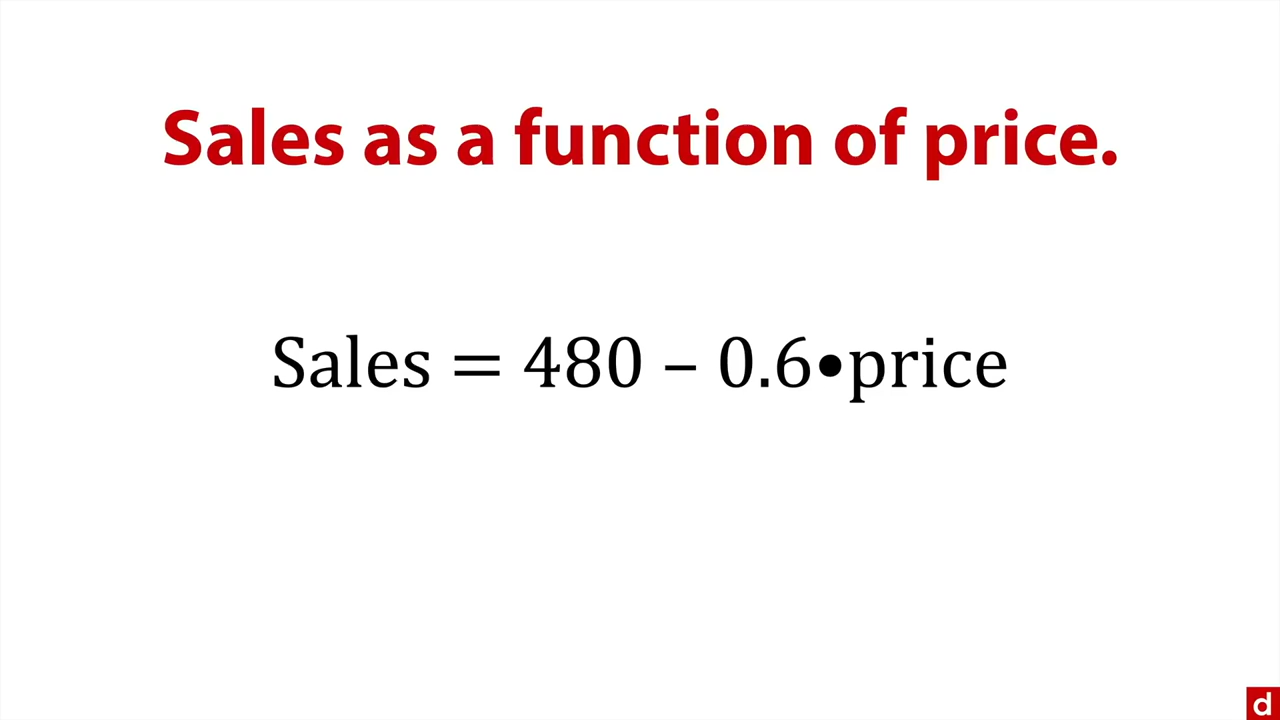 Sales as a function of price.
Sales = 480 – 0.6•price
d